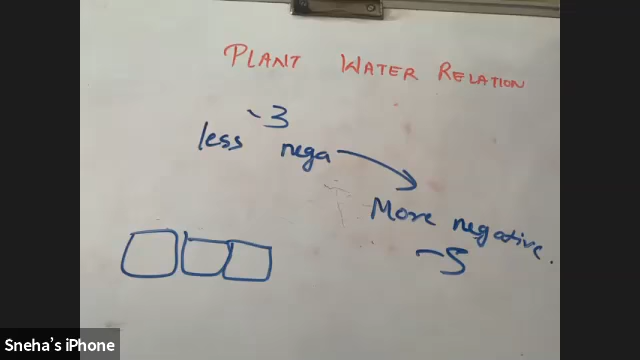 PLANT WATER RELATION
-3
less nega
More negative.
-5
Sneha's iPhone